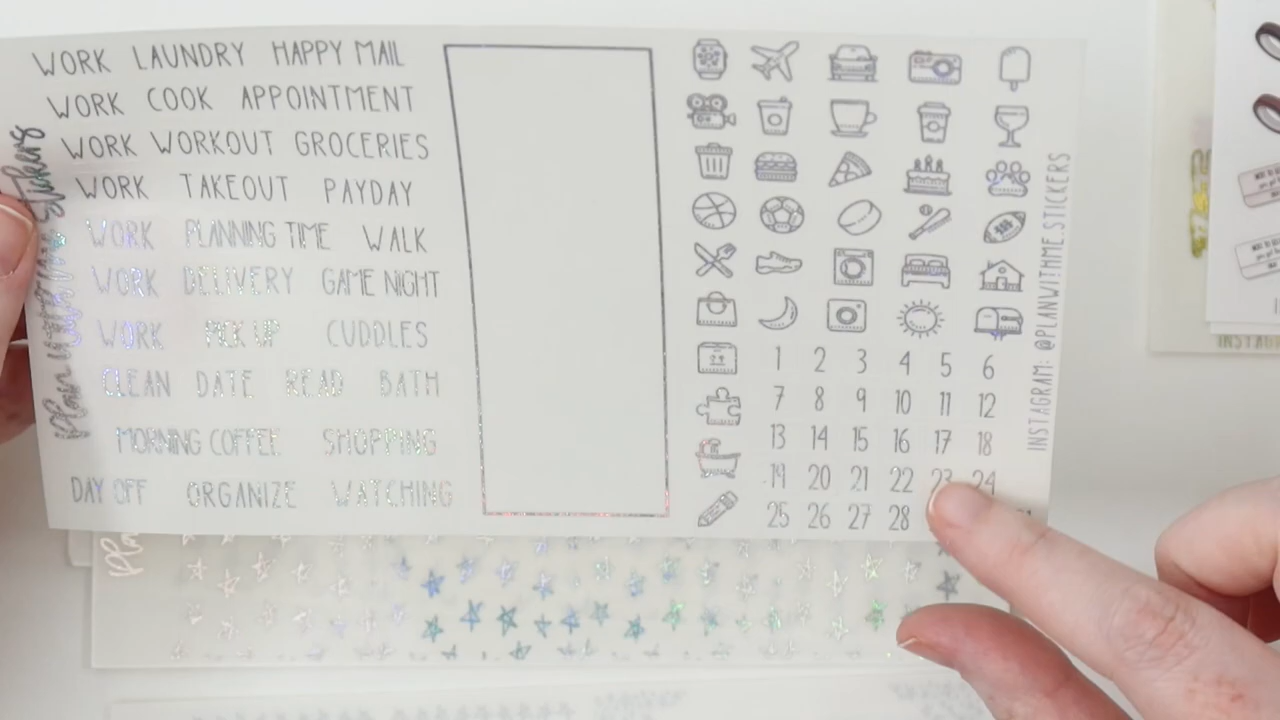 WORK LAUNDRY HAPPY MAIL
WORK COOK APPOINTMENT
WORK WORKOUT GROCERIES
WORK TAKEOUT PAYDAY
WORK PLANNING TIME WALK
WORK DELIVERY GAME NIGHT
WORK PICK UP CUDDLES
CLEAN DATE READ BATH
MORNING COFFEE SHOPPING
DAY OFF ORGANIZE WATCHING
1 2 3 4 5 6
7 8 9 10 11 12
13 14 15 16 17 18
19 20 21 22 23 24
25 26 27 28
INSTAGRAM: @PLANWITHME.STICKERS
Stickers
Plan
INSTAGR